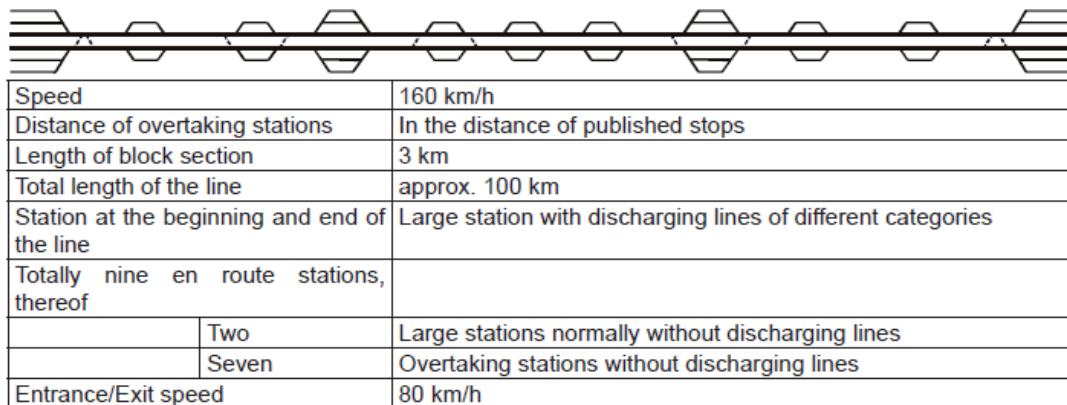 Speed 160 km/h
Distance of overtaking stations In the distance of published stops
Length of block section 3 km
Total length of the line approx. 100 km
Station at the beginning and end of Large station with discharging lines of different categories
the line
Totally nine en route stations,
thereof
Two Large stations normally without discharging lines
Seven Overtaking stations without discharging lines
Entrance/Exit speed 80 km/h